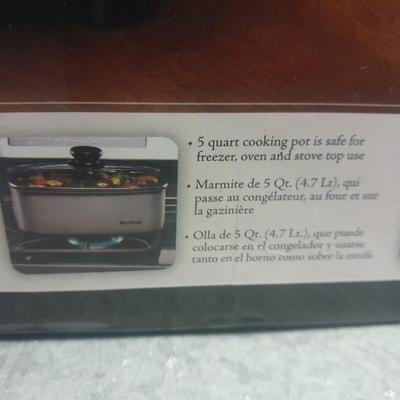 • 5 quart cooking pot is safe for
freezer, oven and stove top use
• Marmite de 5 Qt. (4.7 Lt), qui
passe au congélateur, au four et sur
la gazinière
• Olla de 5 Qt. (4.7 Lt.), que puede
colocarse en el congelador y usarse
tanto en el horno como sobre la estufa